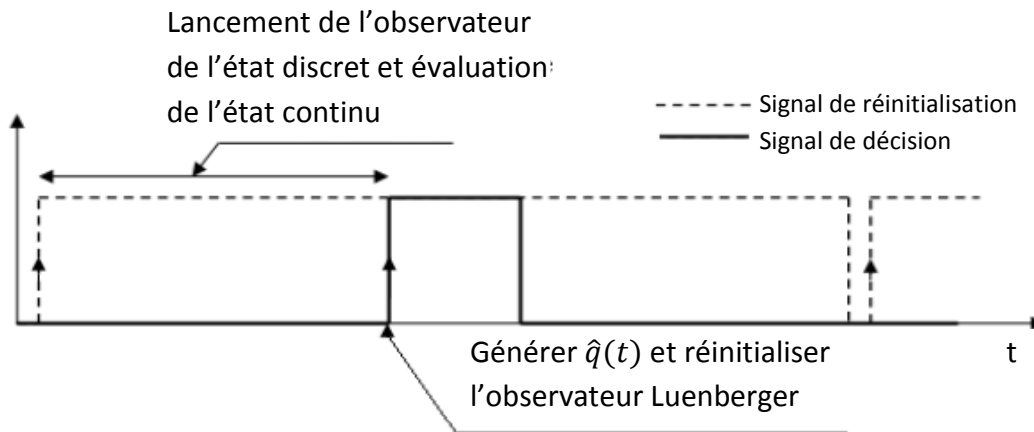 Lancement de l’observateur
de l’état discret et évaluation
de l’état continu
Signal de réinitialisation
Signal de décision
Générer q̂(t) et réinitialiser
l’observateur Luenberger
t